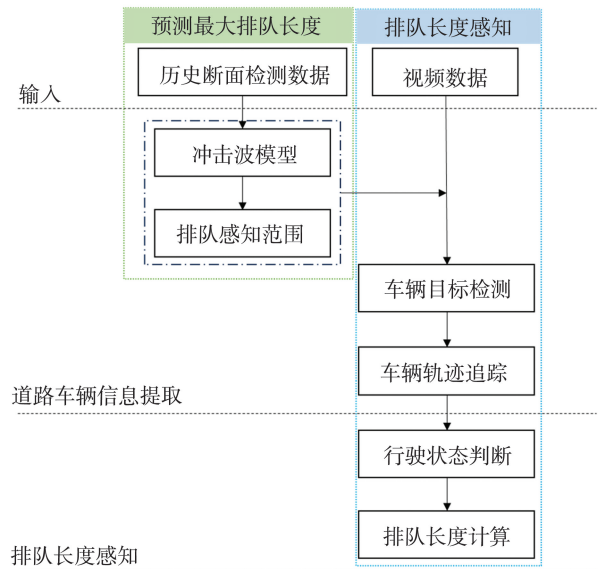 预测最大排队长度
排队长度感知
历史断面检测数据
视频数据
输入
冲击波模型
排队感知范围
车辆目标检测
车辆轨迹追踪
道路车辆信息提取
行驶状态判断
排队长度计算
排队长度感知